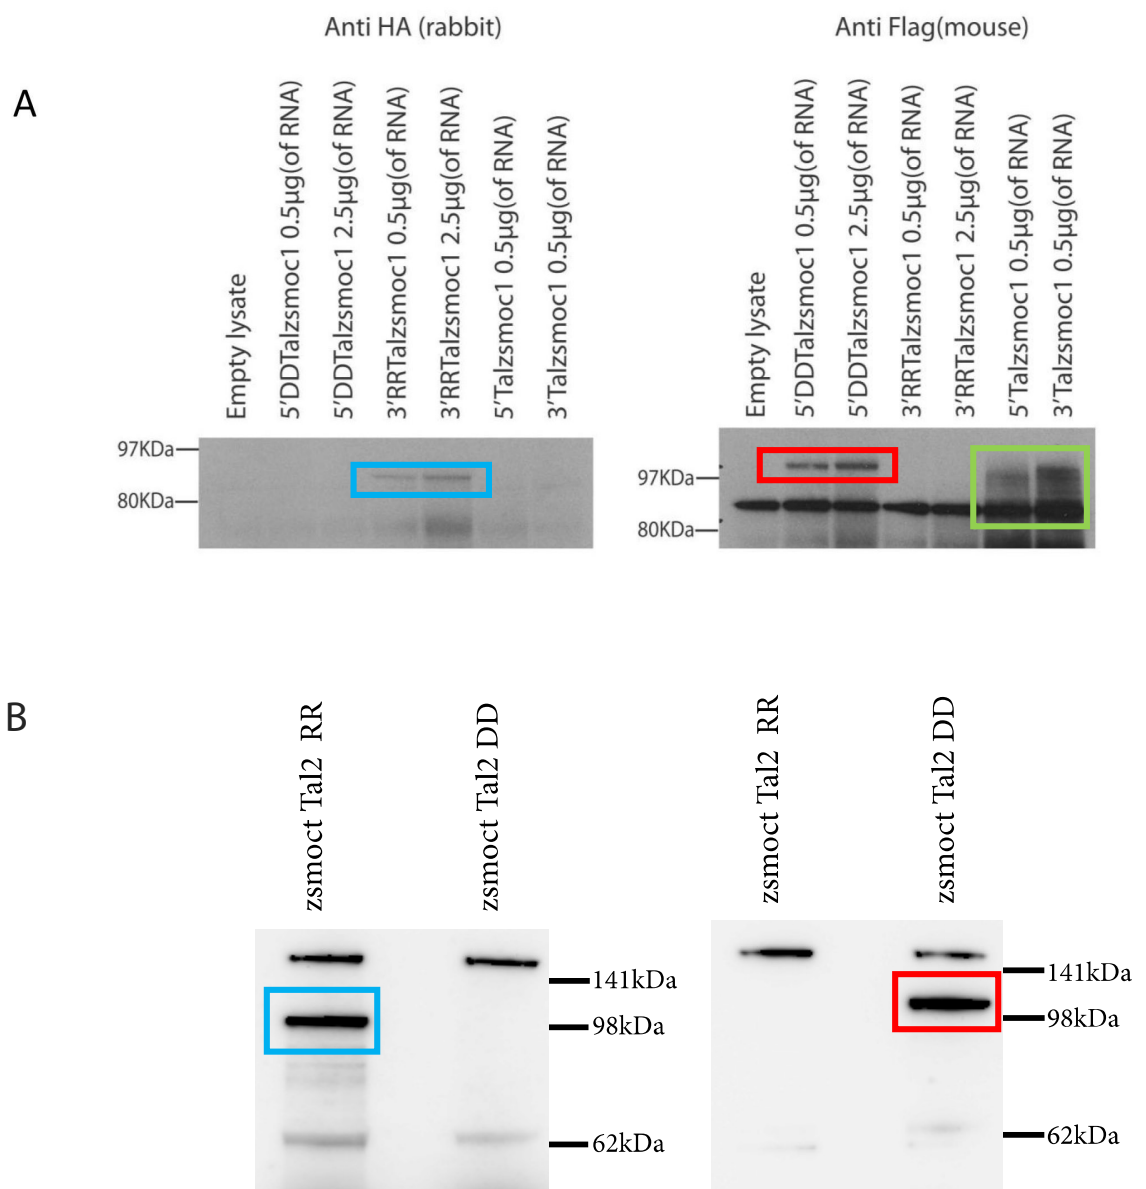 Anti HA (rabbit)
Anti Flag(mouse)
A
Empty lysate
5'DDTalzsmoc1 0.5µg(of RNA)
5'DDTalzsmoc1 2.5µg(of RNA)
3'RRTalzsmoc1 0.5µg(of RNA)
3'RRTalzsmoc1 2.5µg(of RNA)
5'Talzsmoc1 0.5µg(of RNA)
3'Talzsmoc1 0.5µg(of RNA)
97KDa
80KDa
Empty lysate
5'DDTalzsmoc1 0.5µg(of RNA)
5'DDTalzsmoc1 2.5µg(of RNA)
3'RRTalzsmoc1 0.5µg(of RNA)
3'RRTalzsmoc1 2.5µg(of RNA)
5'Talzsmoc1 0.5µg(of RNA)
3'Talzsmoc1 0.5µg(of RNA)
97KDa
80KDa
B
zsmoct Tal2 RR
zsmoct Tal2 DD
141kDa
98kDa
62kDa
zsmoct Tal2 RR
zsmoct Tal2 DD
141kDa
98kDa
62kDa